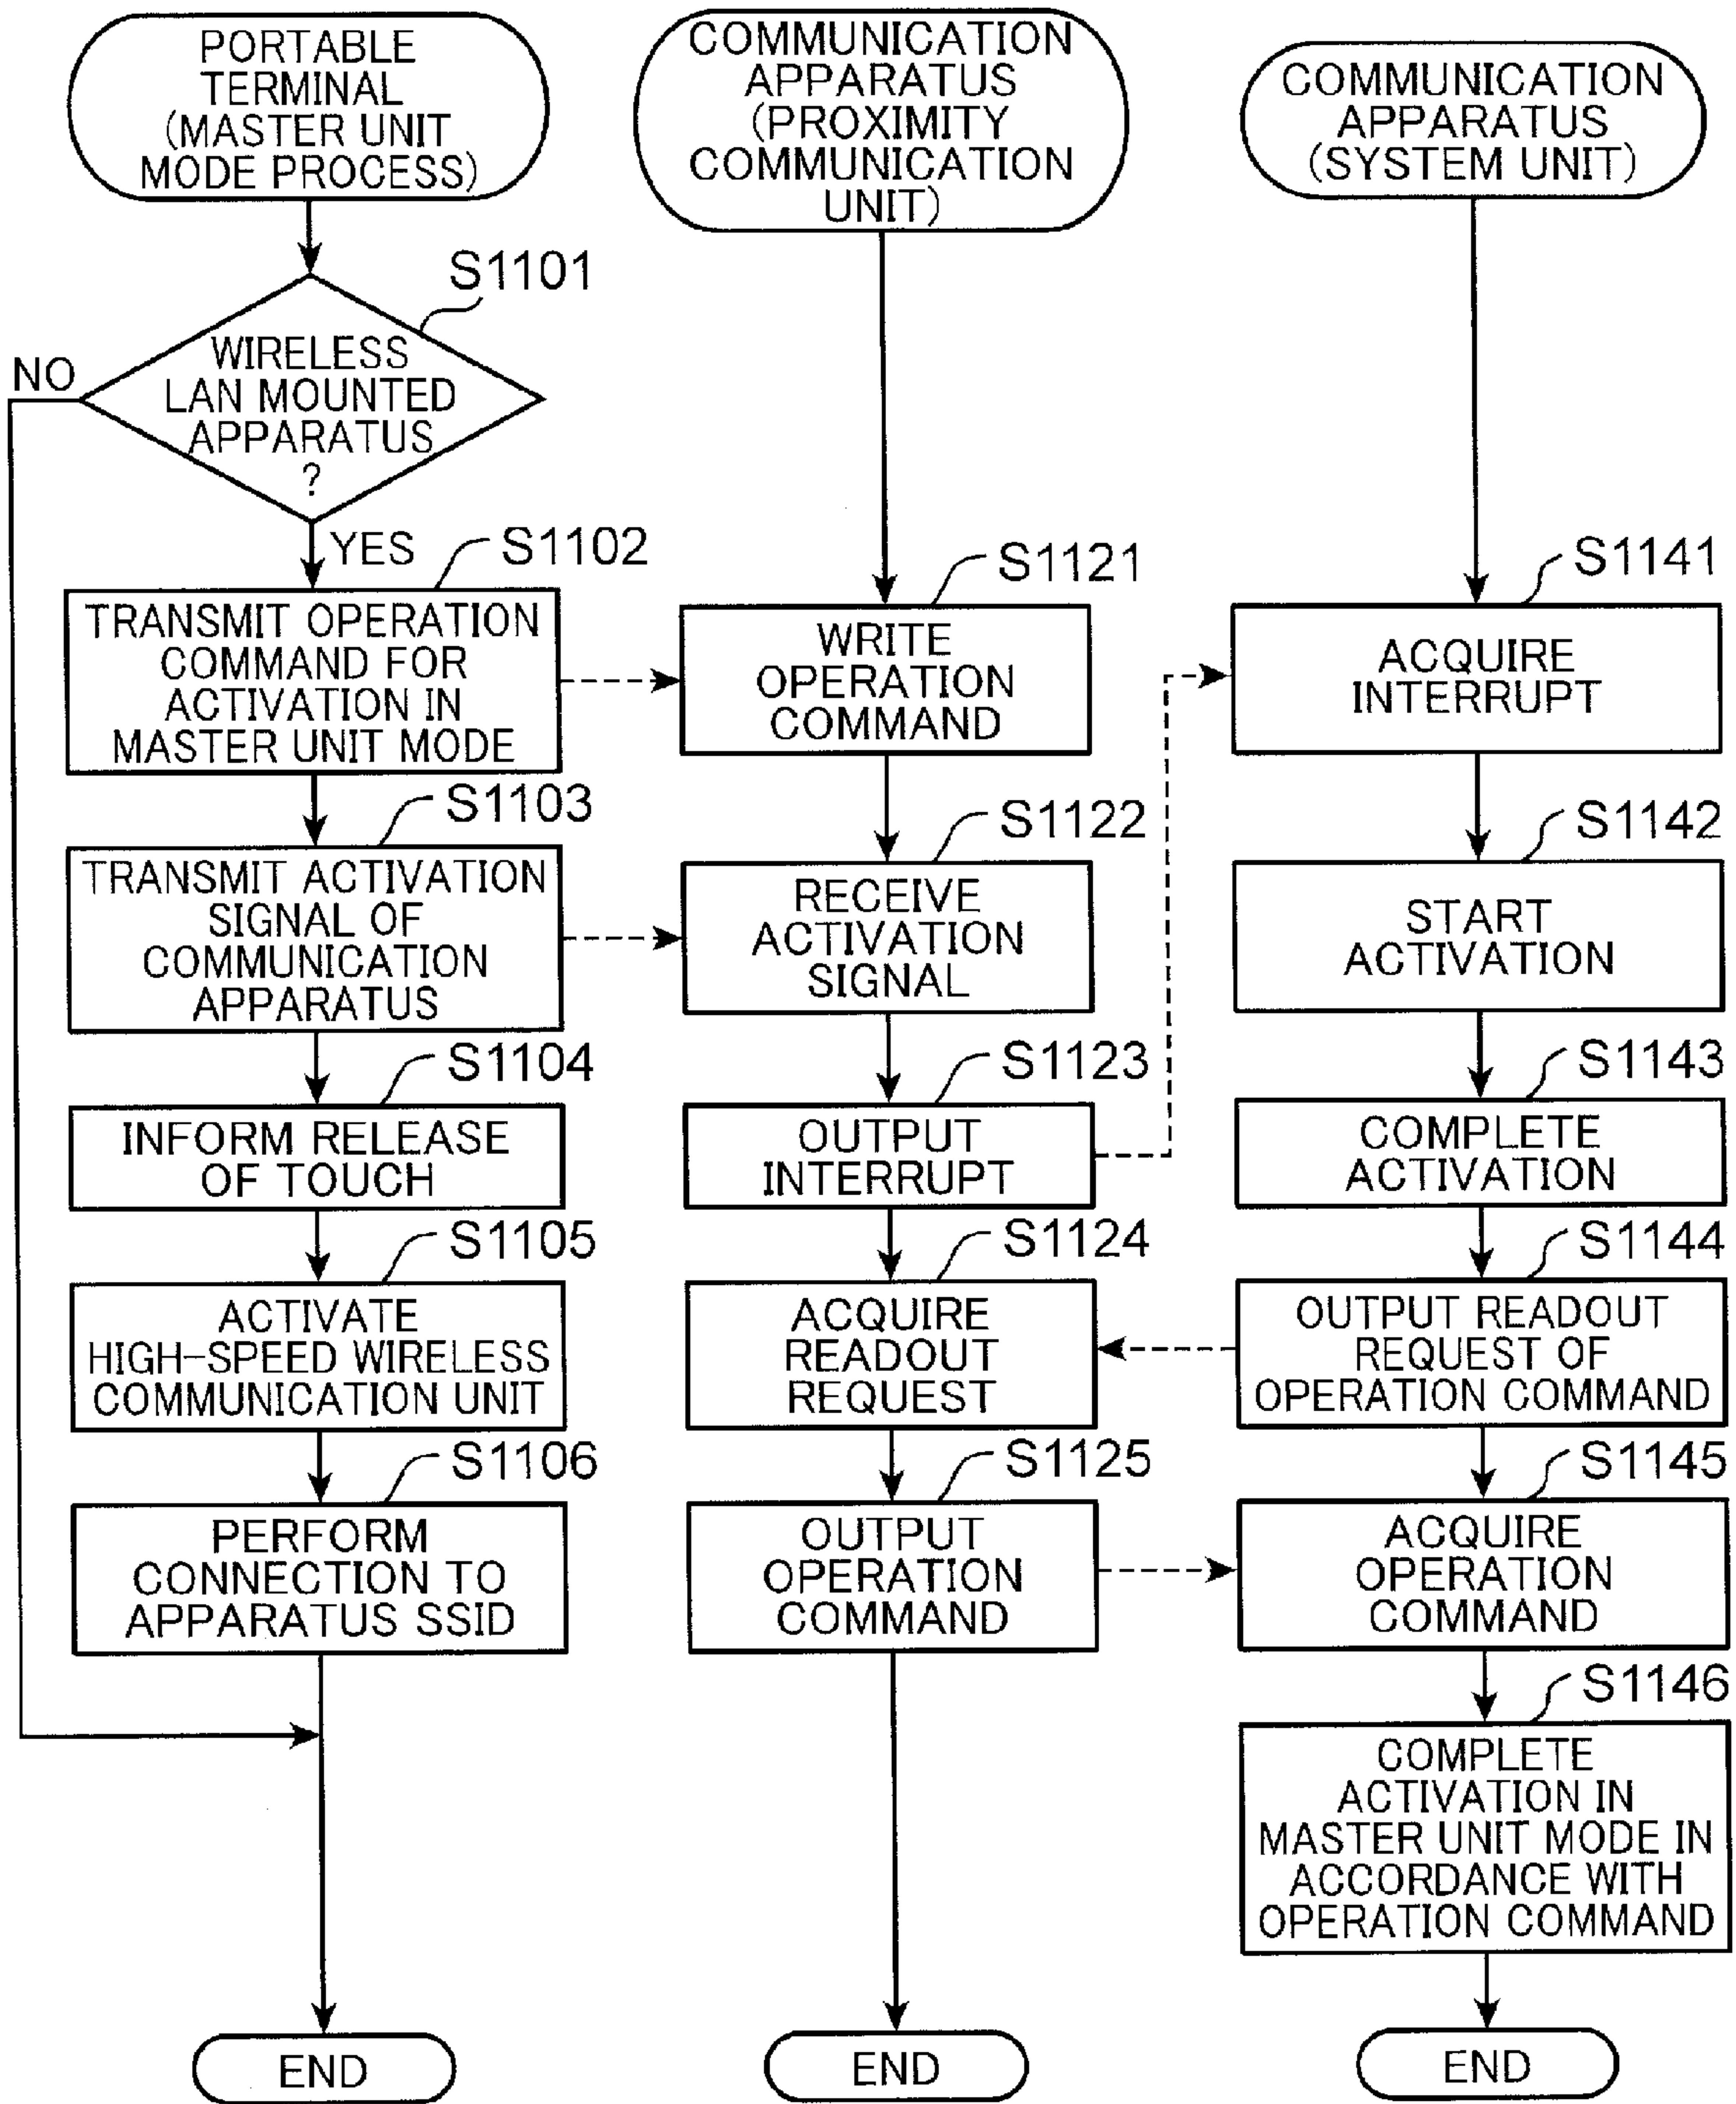 PORTABLE
TERMINAL
(MASTER UNIT
MODE PROCESS)
S1101
WIRELESS
LAN MOUNTED
APPARATUS
?
NO
YES
S1102
TRANSMIT OPERATION
COMMAND FOR
ACTIVATION IN
MASTER UNIT MODE
S1103
TRANSMIT ACTIVATION
SIGNAL OF
COMMUNICATION
APPARATUS
S1104
INFORM RELEASE
OF TOUCH
S1105
ACTIVATE
HIGH-SPEED WIRELESS
COMMUNICATION UNIT
S1106
PERFORM
CONNECTION TO
APPARATUS SSID
END
COMMUNICATION
APPARATUS
(PROXIMITY
COMMUNICATION
UNIT)
S1121
WRITE
OPERATION
COMMAND
S1122
RECEIVE
ACTIVATION
SIGNAL
S1123
OUTPUT
INTERRUPT
S1124
ACQUIRE
READOUT
REQUEST
S1125
OUTPUT
OPERATION
COMMAND
END
COMMUNICATION
APPARATUS
(SYSTEM UNIT)
S1141
ACQUIRE
INTERRUPT
S1142
START
ACTIVATION
S1143
COMPLETE
ACTIVATION
S1144
OUTPUT READOUT
REQUEST OF
OPERATION COMMAND
S1145
ACQUIRE
OPERATION
COMMAND
S1146
COMPLETE
ACTIVATION IN
MASTER UNIT MODE IN
ACCORDANCE WITH
OPERATION COMMAND
END